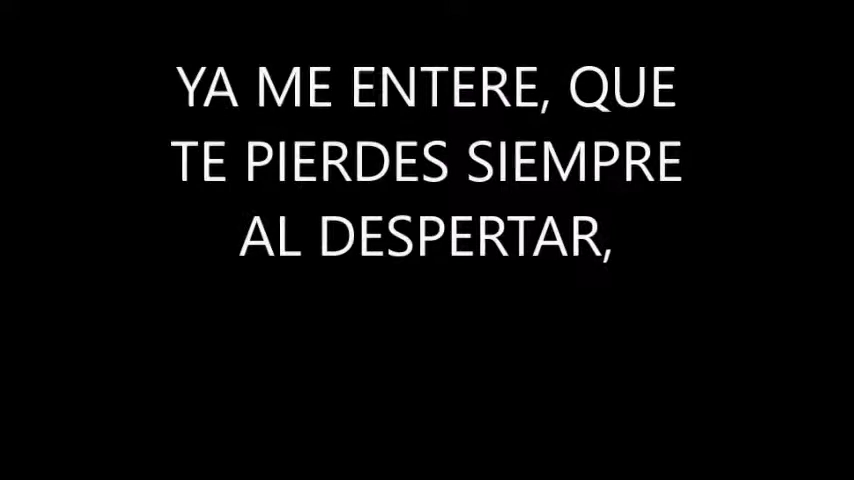 YA ME ENTERE, QUE
TE PIERDES SIEMPRE
AL DESPERTAR,